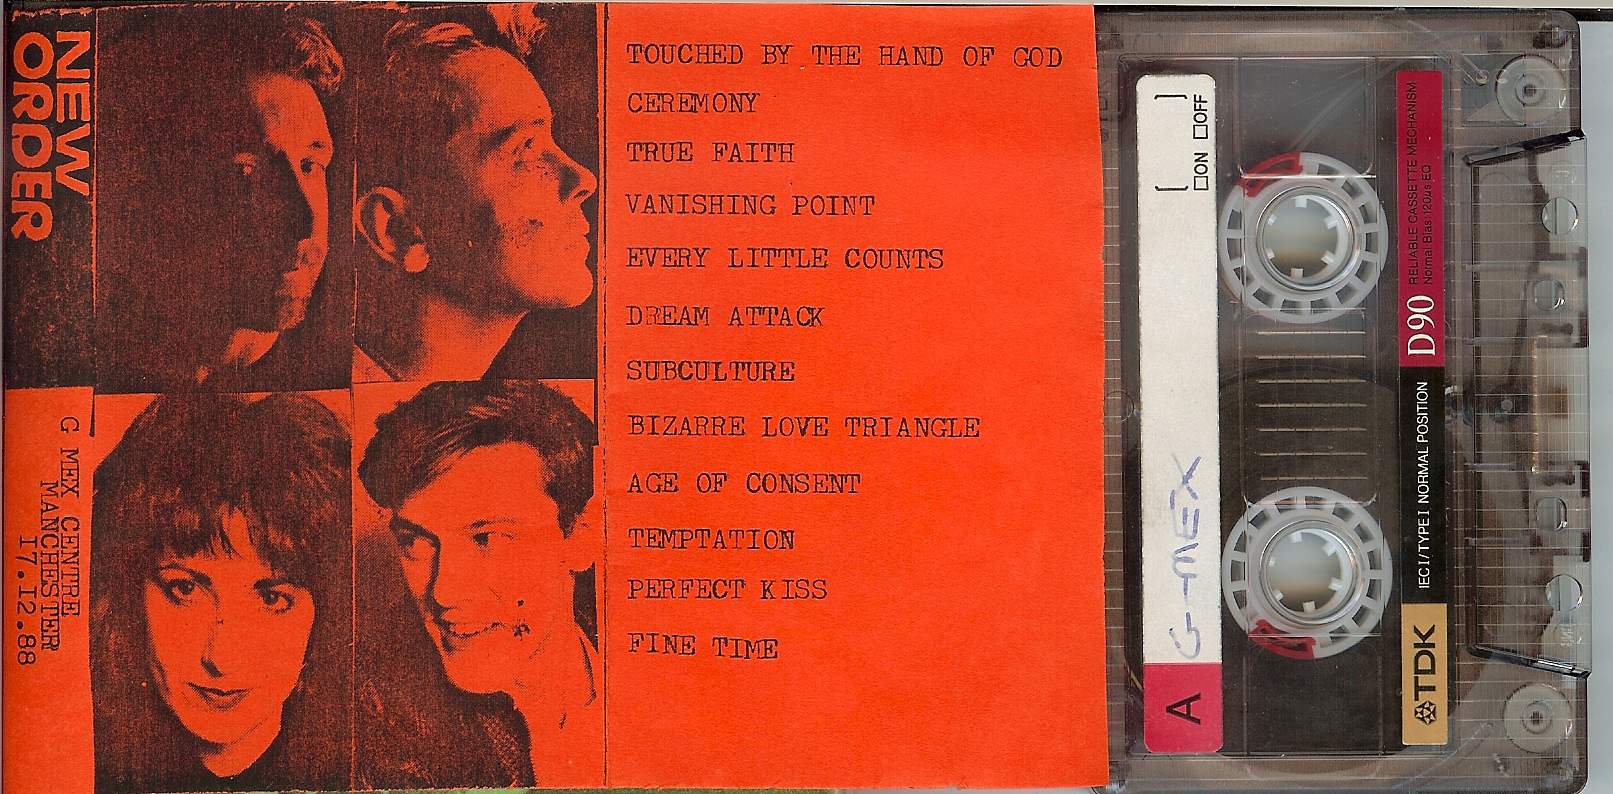 NEW
ORDER
G MEX CENTRE
MANCHESTER
I7.I2.88
TOUCHED BY THE HAND OF GOD
CEREMONY
TRUE FAITH
VANISHING POINT
EVERY LITTLE COUNTS
DREAM ATTACK
SUBCULTURE
BIZARRE LOVE TRIANGLE
AGE OF CONSENT
TEMPTATION
PERFECT KISS
FINE TIME
A
G-MEX
[ ]
ON OFF
TDK
IEC I/TYPE I NORMAL POSITION
D90
RELIABLE CASSETTE MECHANISM
Normal Bias 120μs EQ